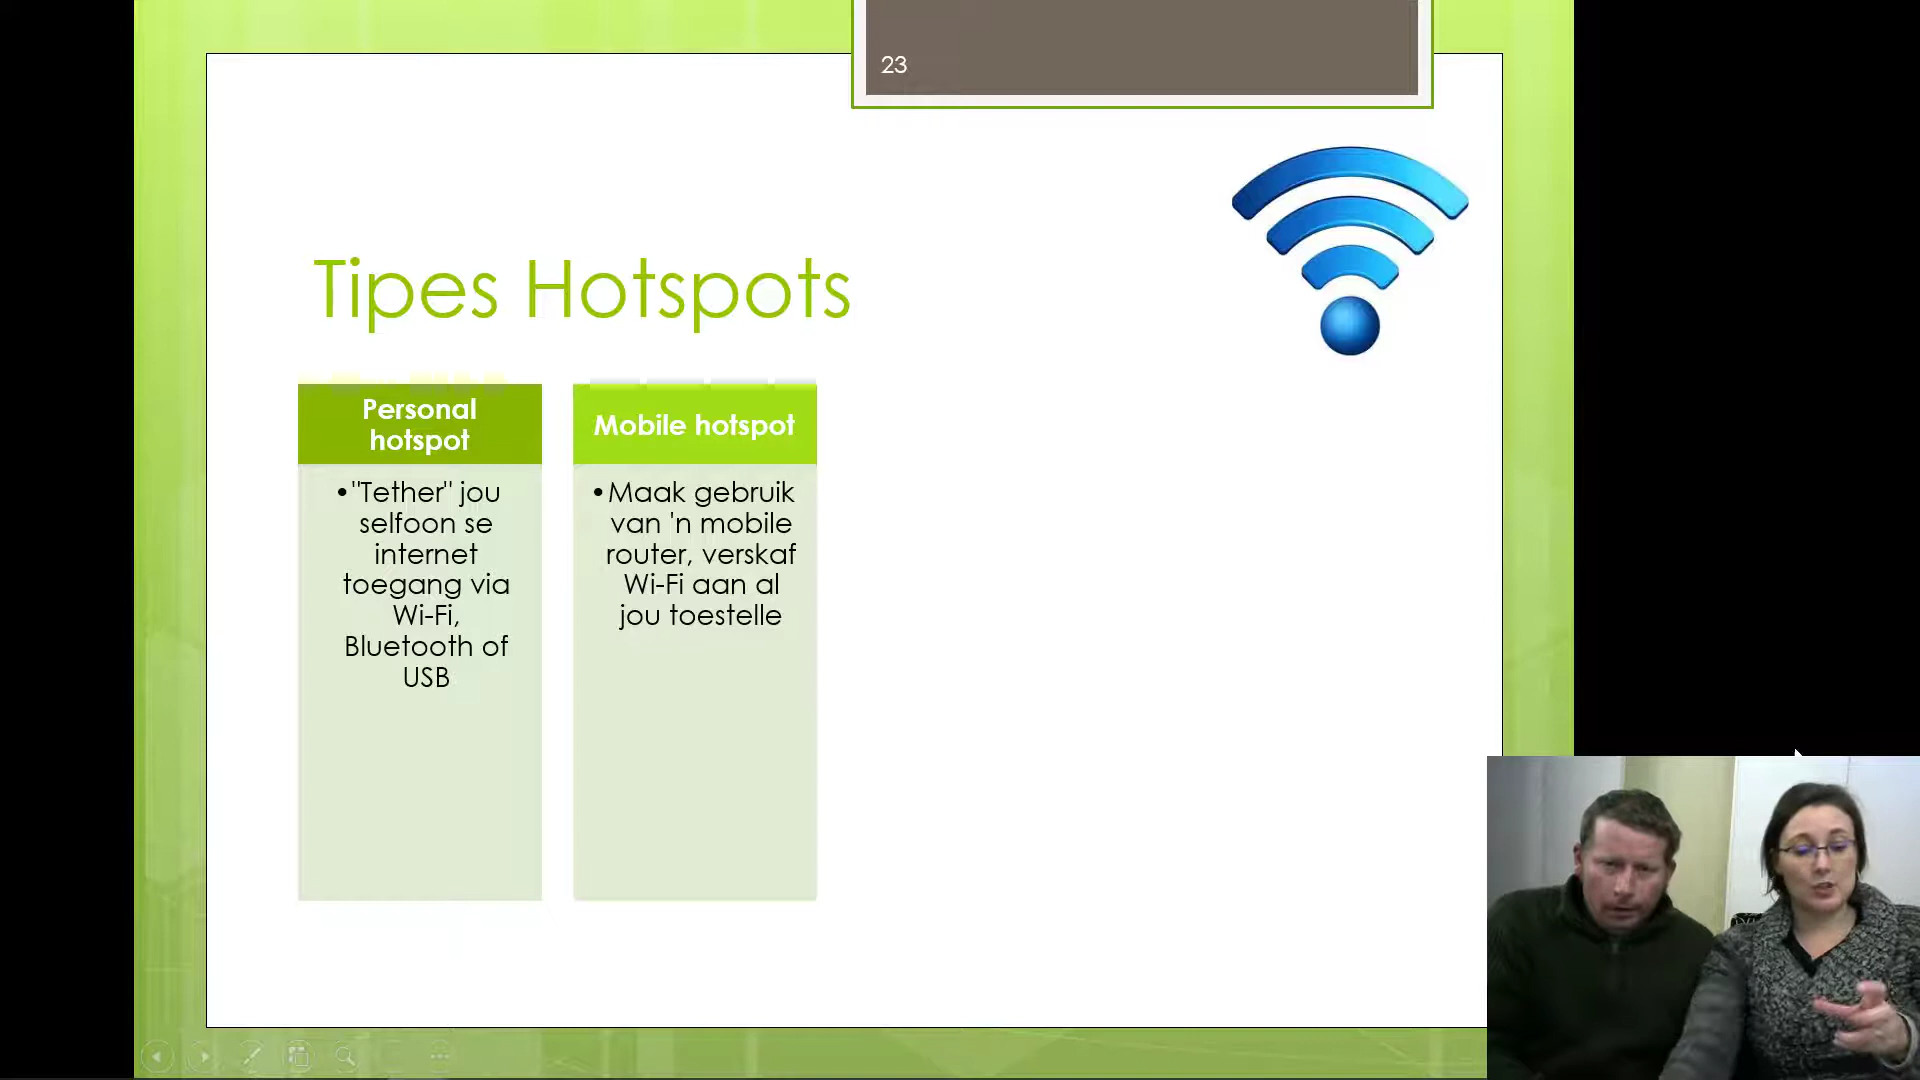 23
Tipes Hotspots
Personal
hotspot
•"Tether" jou
selfoon se
internet
toegang via
Wi-Fi,
Bluetooth of
USB
Mobile hotspot
•Maak gebruik
van 'n mobile
router, verskaf
Wi-Fi aan al
jou toestelle